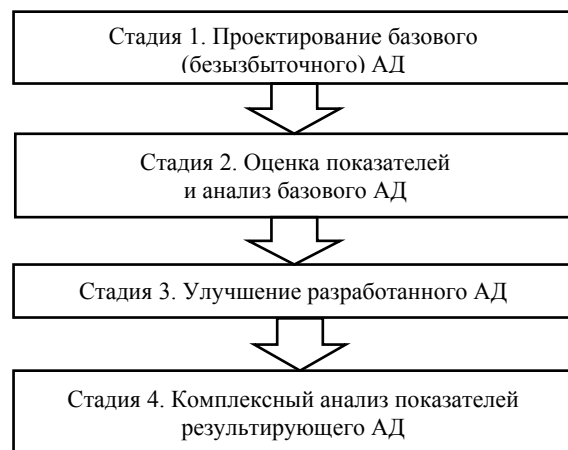 Стадия 1. Проектирование базового
(безызбыточного) АД
Стадия 2. Оценка показателей
и анализ базового АД
Стадия 3. Улучшение разработанного АД
Стадия 4. Комплексный анализ показателей
результирующего АД